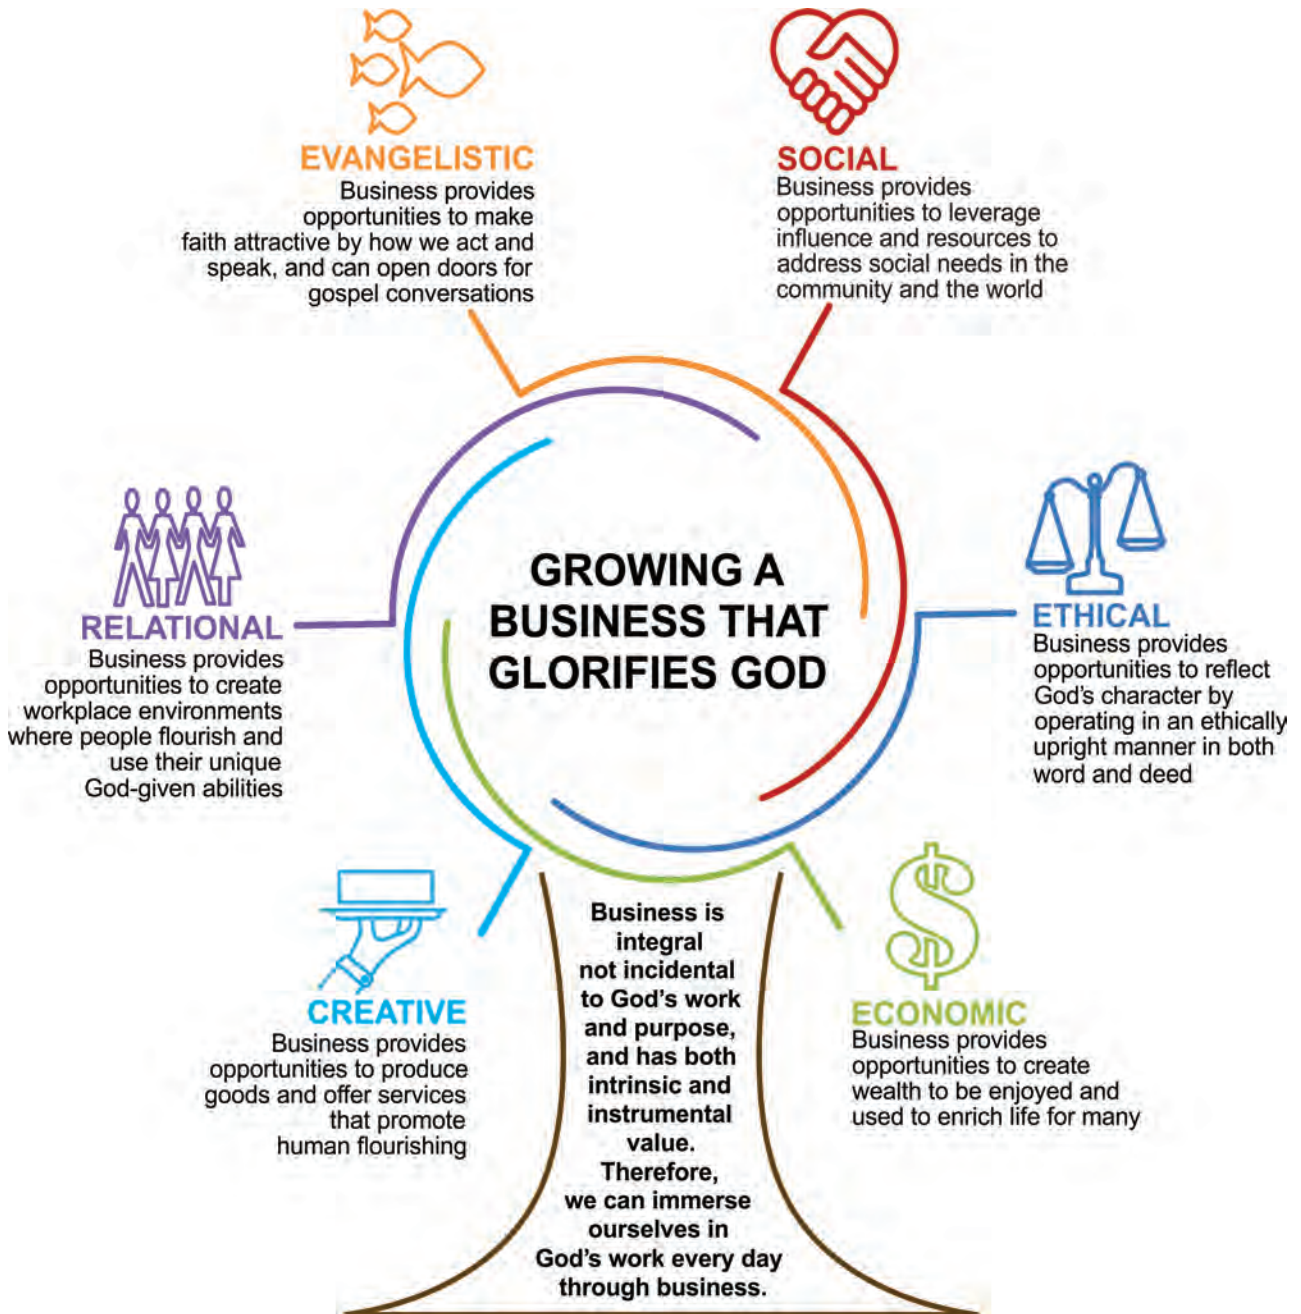 EVANGELISTIC
Business provides
opportunities to make
faith attractive by how we act and
speak, and can open doors for
gospel conversations
SOCIAL
Business provides
opportunities to leverage
influence and resources to
address social needs in the
community and the world
RELATIONAL
Business provides
opportunities to create
workplace environments
where people flourish and
use their unique
God-given abilities
GROWING A
BUSINESS THAT
GLORIFIES GOD
ETHICAL
Business provides
opportunities to reflect
God's character by
operating in an ethically
upright manner in both
word and deed
CREATIVE
Business provides
opportunities to produce
goods and offer services
that promote
human flourishing
Business is
integral
not incidental
to God's work
and purpose,
and has both
intrinsic and
instrumental
value.
Therefore,
we can immerse
ourselves in
God's work every day
through business.
$
ECONOMIC
Business provides
opportunities to create
wealth to be enjoyed and
used to enrich life for many